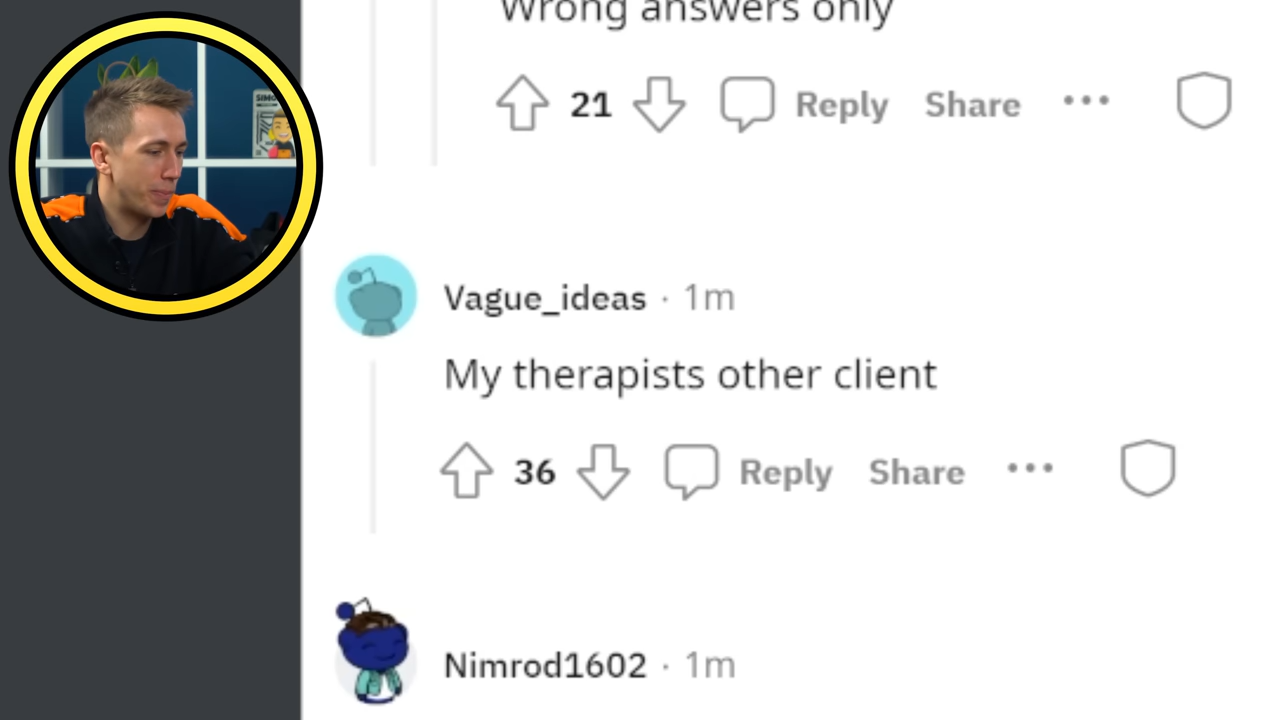 Wrong answers only
21 Reply Share
Vague_ideas · 1m
My therapists other client
36 Reply Share
Nimrod1602 · 1m